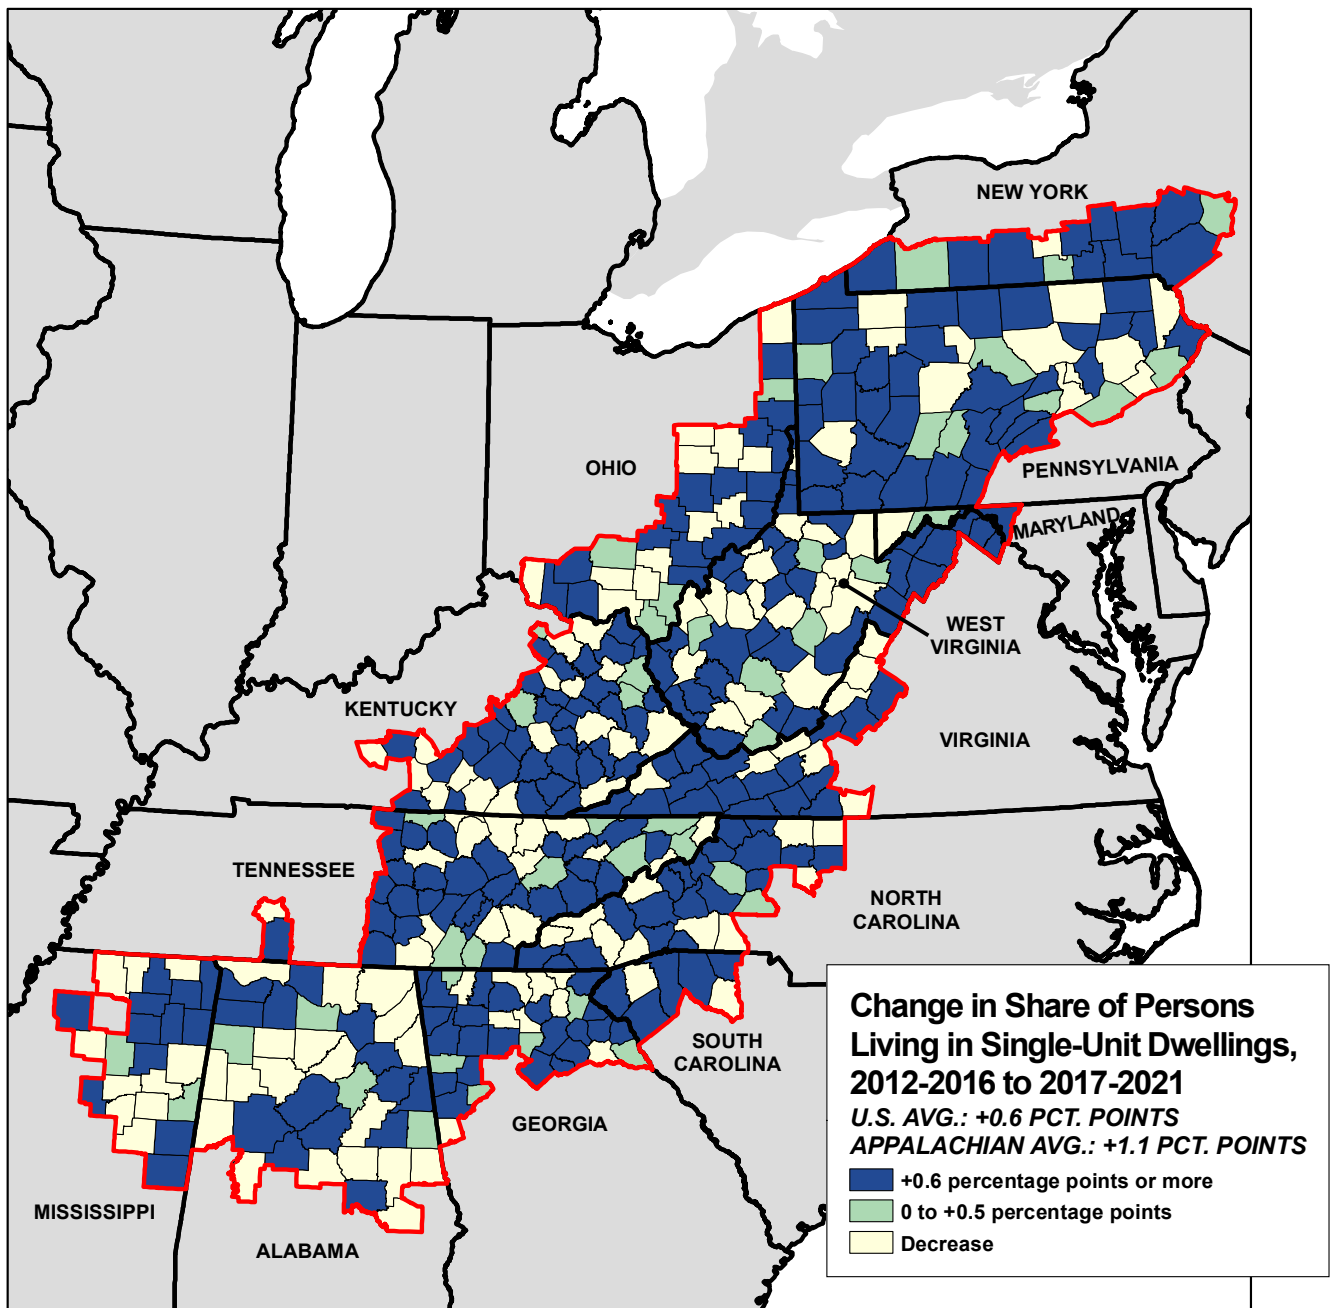 NEW YORK
OHIO
PENNSYLVANIA
MARYLAND
WEST
VIRGINIA
KENTUCKY
VIRGINIA
TENNESSEE
NORTH
CAROLINA
SOUTH
CAROLINA
GEORGIA
MISSISSIPPI
ALABAMA
Change in Share of Persons
Living in Single-Unit Dwellings,
2012-2016 to 2017-2021
U.S. AVG.: +0.6 PCT. POINTS
APPALACHIAN AVG.: +1.1 PCT. POINTS
+0.6 percentage points or more
0 to +0.5 percentage points
Decrease